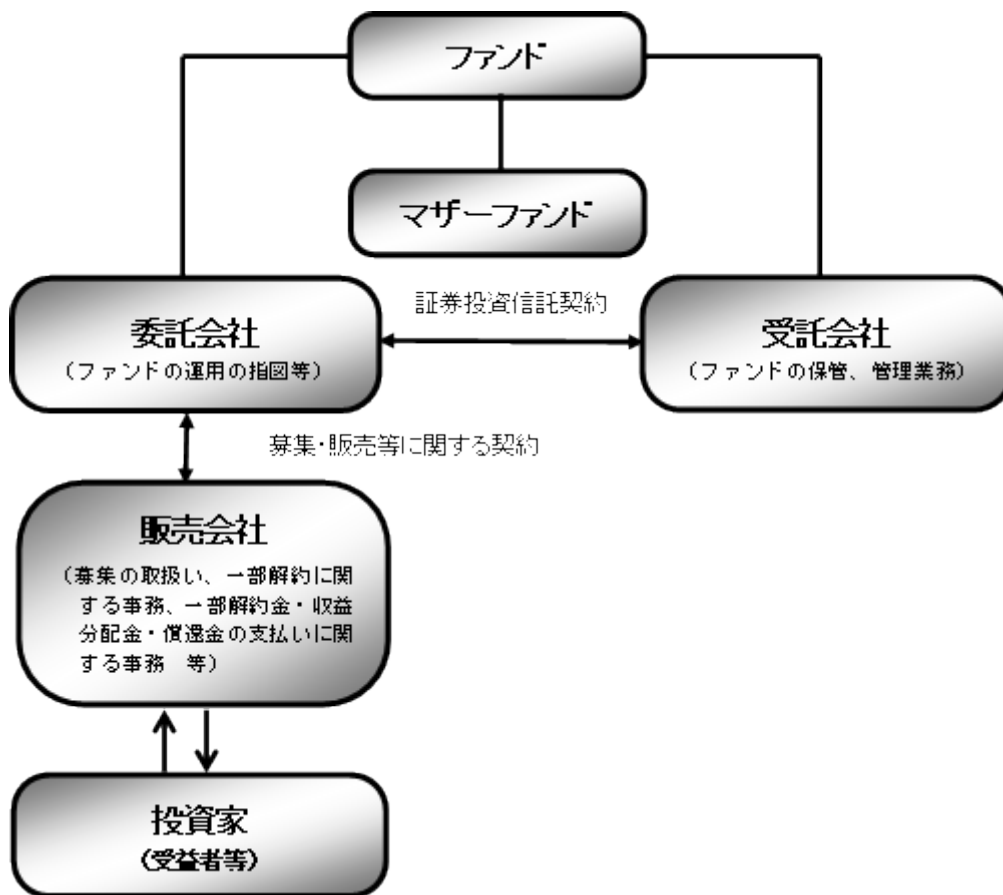 ファンド
マザーファンド
証券投資信託契約
委託会社
(ファンドの運用の指図等)
受託会社
(ファンドの保管、管理業務)
募集・販売等に関する契約
販売会社
(募集の取扱い、一部解約に関
する事務、一部解約金・収益
分配金・償還金の支払いに関
する事務 等)
投資家
(受益者等)